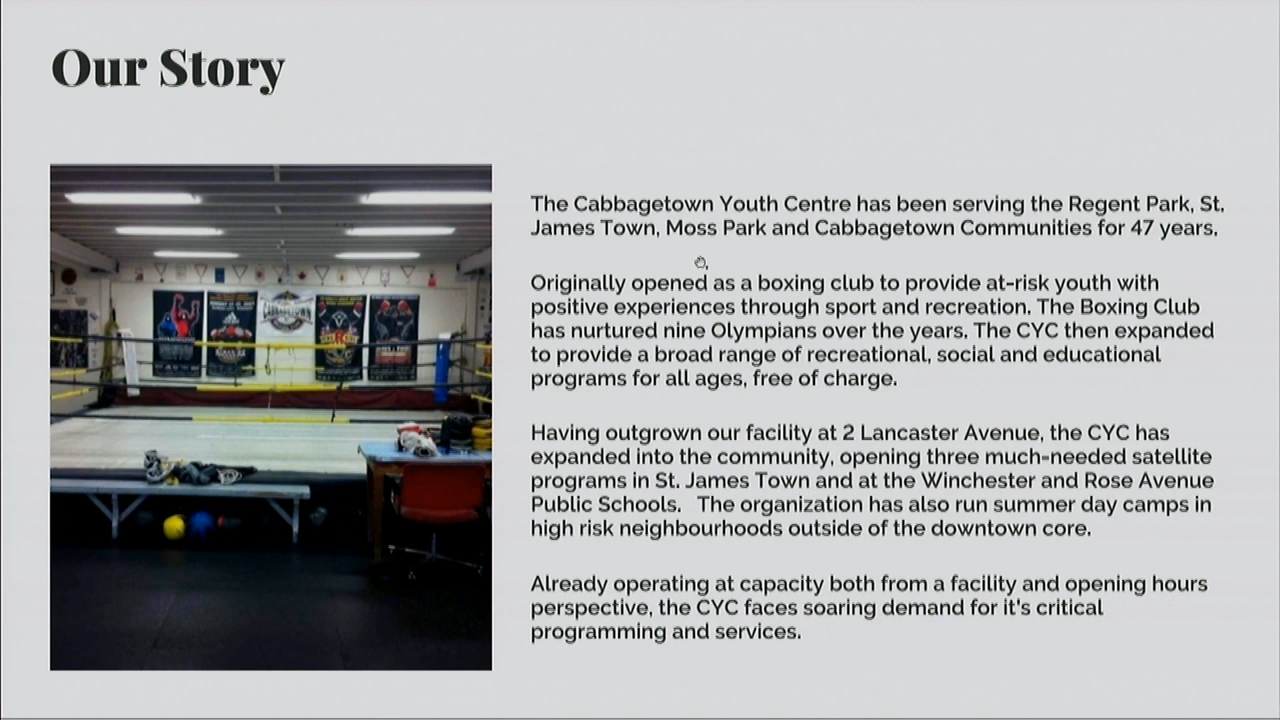 Our Story
The Cabbagetown Youth Centre has been serving the Regent Park, St.
James Town, Moss Park and Cabbagetown Communities for 47 years.
Originally opened as a boxing club to provide at-risk youth with
positive experiences through sport and recreation. The Boxing Club
has nurtured nine Olympians over the years. The CYC then expanded
to provide a broad range of recreational, social and educational
programs for all ages, free of charge.
Having outgrown our facility at 2 Lancaster Avenue, the CYC has
expanded into the community, opening three much-needed satellite
programs in St. James Town and at the Winchester and Rose Avenue
Public Schools.   The organization has also run summer day camps in
high risk neighbourhoods outside of the downtown core.
Already operating at capacity both from a facility and opening hours
perspective, the CYC faces soaring demand for it's critical
programming and services.
CABBAGETOWN